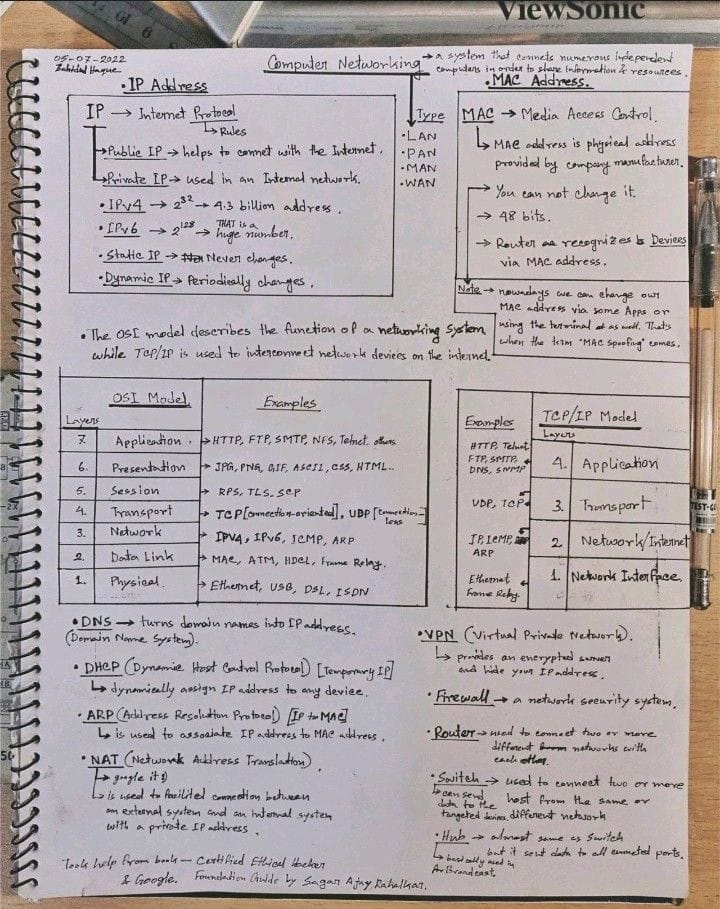 ViewSonic
05-07-2022
Computer Networking → a system that connets numerous independent
computers in order to share information & resources.
• IP Address
IP → Internet Protocol
↳ Rules
→ Public IP → helps to connet with the Internet.
→ Private IP → used in an Internal network.
• IPv4 → 2^32 → 4.3 billion address.
• IPv6 → 2^128 → THAT is a
huge number.
• Static IP → Never changes.
• Dynamic IP → Periodically changes.
Type
• LAN
• PAN
• MAN
• WAN
• MAC Address.
MAC → Media Access Control.
↳ MAC address is physical address
provided by company manufacturer.
→ You can not change it.
→ 48 bits.
→ Router recognizes Devices
via MAC address.
Note → nowadays we can change our
MAC address via some Apps or
using the terminal as well. That's
when the term "MAC spoofing" comes.
• The OSI model describes the function of a networking system
while TCP/IP is used to interconnect network devices on the internet.
OSI Model Examples
Layers
7. Application. → HTTP, FTP, SMTP, NFS, Telnet, others
6. Presentation → JPG, PNG, GIF, ASCII, CSS, HTML..
5. Session → RPS, TLS, SCP
4. Transport → TCP [connection-oriented], UDP [connection-
less
3. Network → IPV4, IPv6, ICMP, ARP
2. Data Link → MAC, ATM, HDCL, Frame Relay.
1. Physical. → Ethernet, USB, DSL, ISDN
Examples TCP/IP Model
Layers
HTTP, Telnet
FTP, SMTP,
DNS, SNMP
4. Application
UDP, TCP
3. Transport
IP, ICMP,
ARP
2 Network/Internet
Ethernet
Frame Relay.
1. Network Interface.
• DNS → turns domain names into IP address.
(Domain Name System).
• DHCP (Dynamic Host Control Protocol) [Temporary IP]
↳ dynamically assign IP address to any device.
• ARP (Address Resolution Protocol) [IP to MAC]
↳ is used to associate IP address to MAC address.
• NAT (Network Address Translation).
↳ google it :)
↳ is used to facilited connection between
an external system and an internal system
with a private IP address.
• VPN (Virtual Private Network).
↳ provides an encrypted server
and hide your IP address.
• Firewall → a network security system.
• Router → used to connect two or more
different networks with
each other.
• Switch → used to connect two or more
host from the same or
different network
↳ can send
data to the
targeted devices.
• Hub → almost same as Switch
but it sent data to all connected ports.
↳ basically used in
Broadcast.
Took help from book - Certified Ethical Hacker
& Google. Foundation Guide by Sagar Ajay Rahalkar.